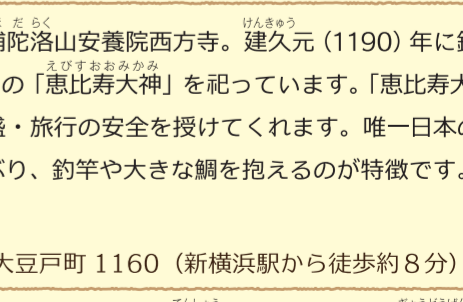 陀洛山安養院西方寺。建久元（1190）年に
の「恵比寿大神」を祀っています。「恵比寿大
・旅行の安全を授けてくれます。唯一日本の
ぶり、釣竿や大きな鯛を抱えるのが特徴です。
大豆戸町 1160（新横浜駅から徒歩約８分）